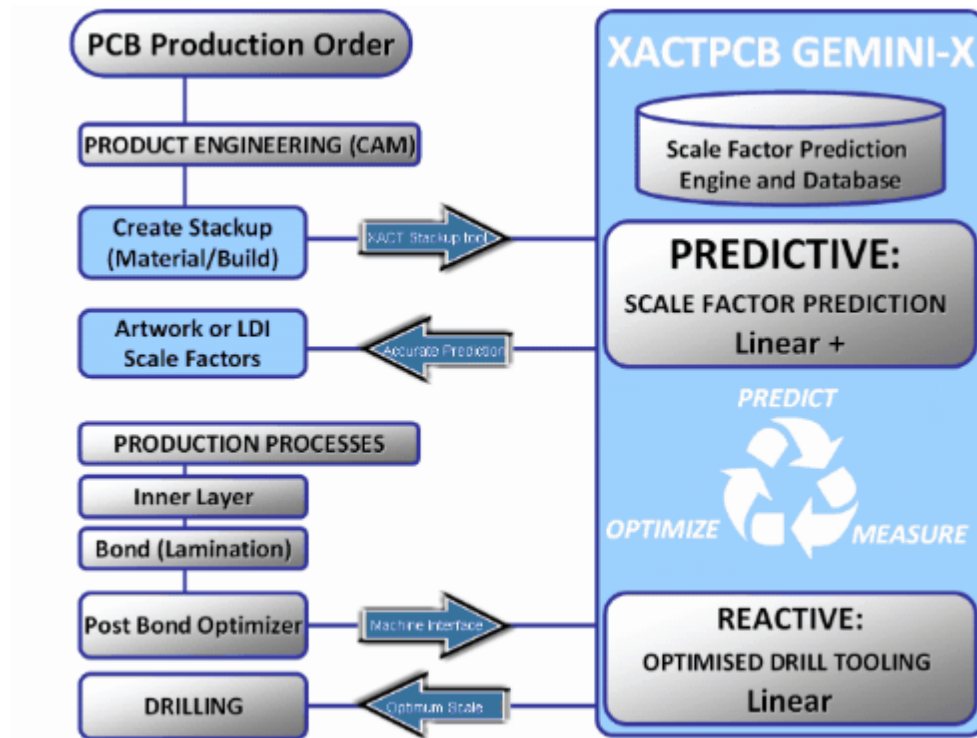 PCB Production Order
PRODUCT ENGINEERING (CAM)
Create Stackup
(Material/Build)
XACT Stackup tool
Artwork or LDI
Scale Factors
Accurate Prediction
PRODUCTION PROCESSES
Inner Layer
Bond (Lamination)
Post Bond Optimizer
Machine Interface
DRILLING
Optimum Scale
XACTPCB GEMINI-X
Scale Factor Prediction
Engine and Database
PREDICTIVE:
SCALE FACTOR PREDICTION
Linear +
PREDICT
OPTIMIZE
MEASURE
REACTIVE:
OPTIMISED DRILL TOOLING
Linear